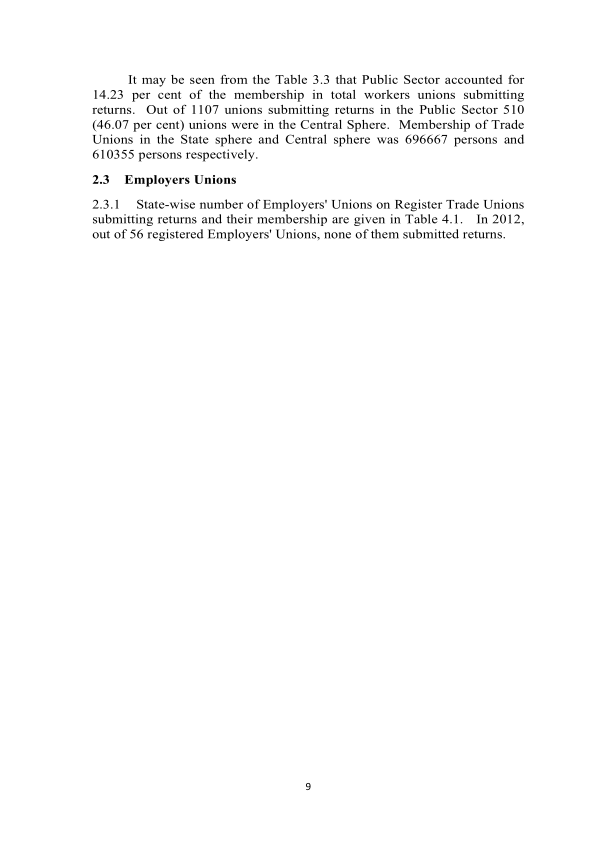 It may be seen from the Table 3.3 that Public Sector accounted for
14.23 per cent of the membership in total workers unions submitting
returns. Out of 1107 unions submitting returns in the Public Sector 510
(46.07 per cent) unions were in the Central Sphere. Membership of Trade
Unions in the State sphere and Central sphere was 696667 persons and
610355 persons respectively.
2.3 Employers Unions
2.3.1 State-wise number of Employers' Unions on Register Trade Unions
submitting returns and their membership are given in Table 4.1. In 2012,
out of 56 registered Employers' Unions, none of them submitted returns.
9